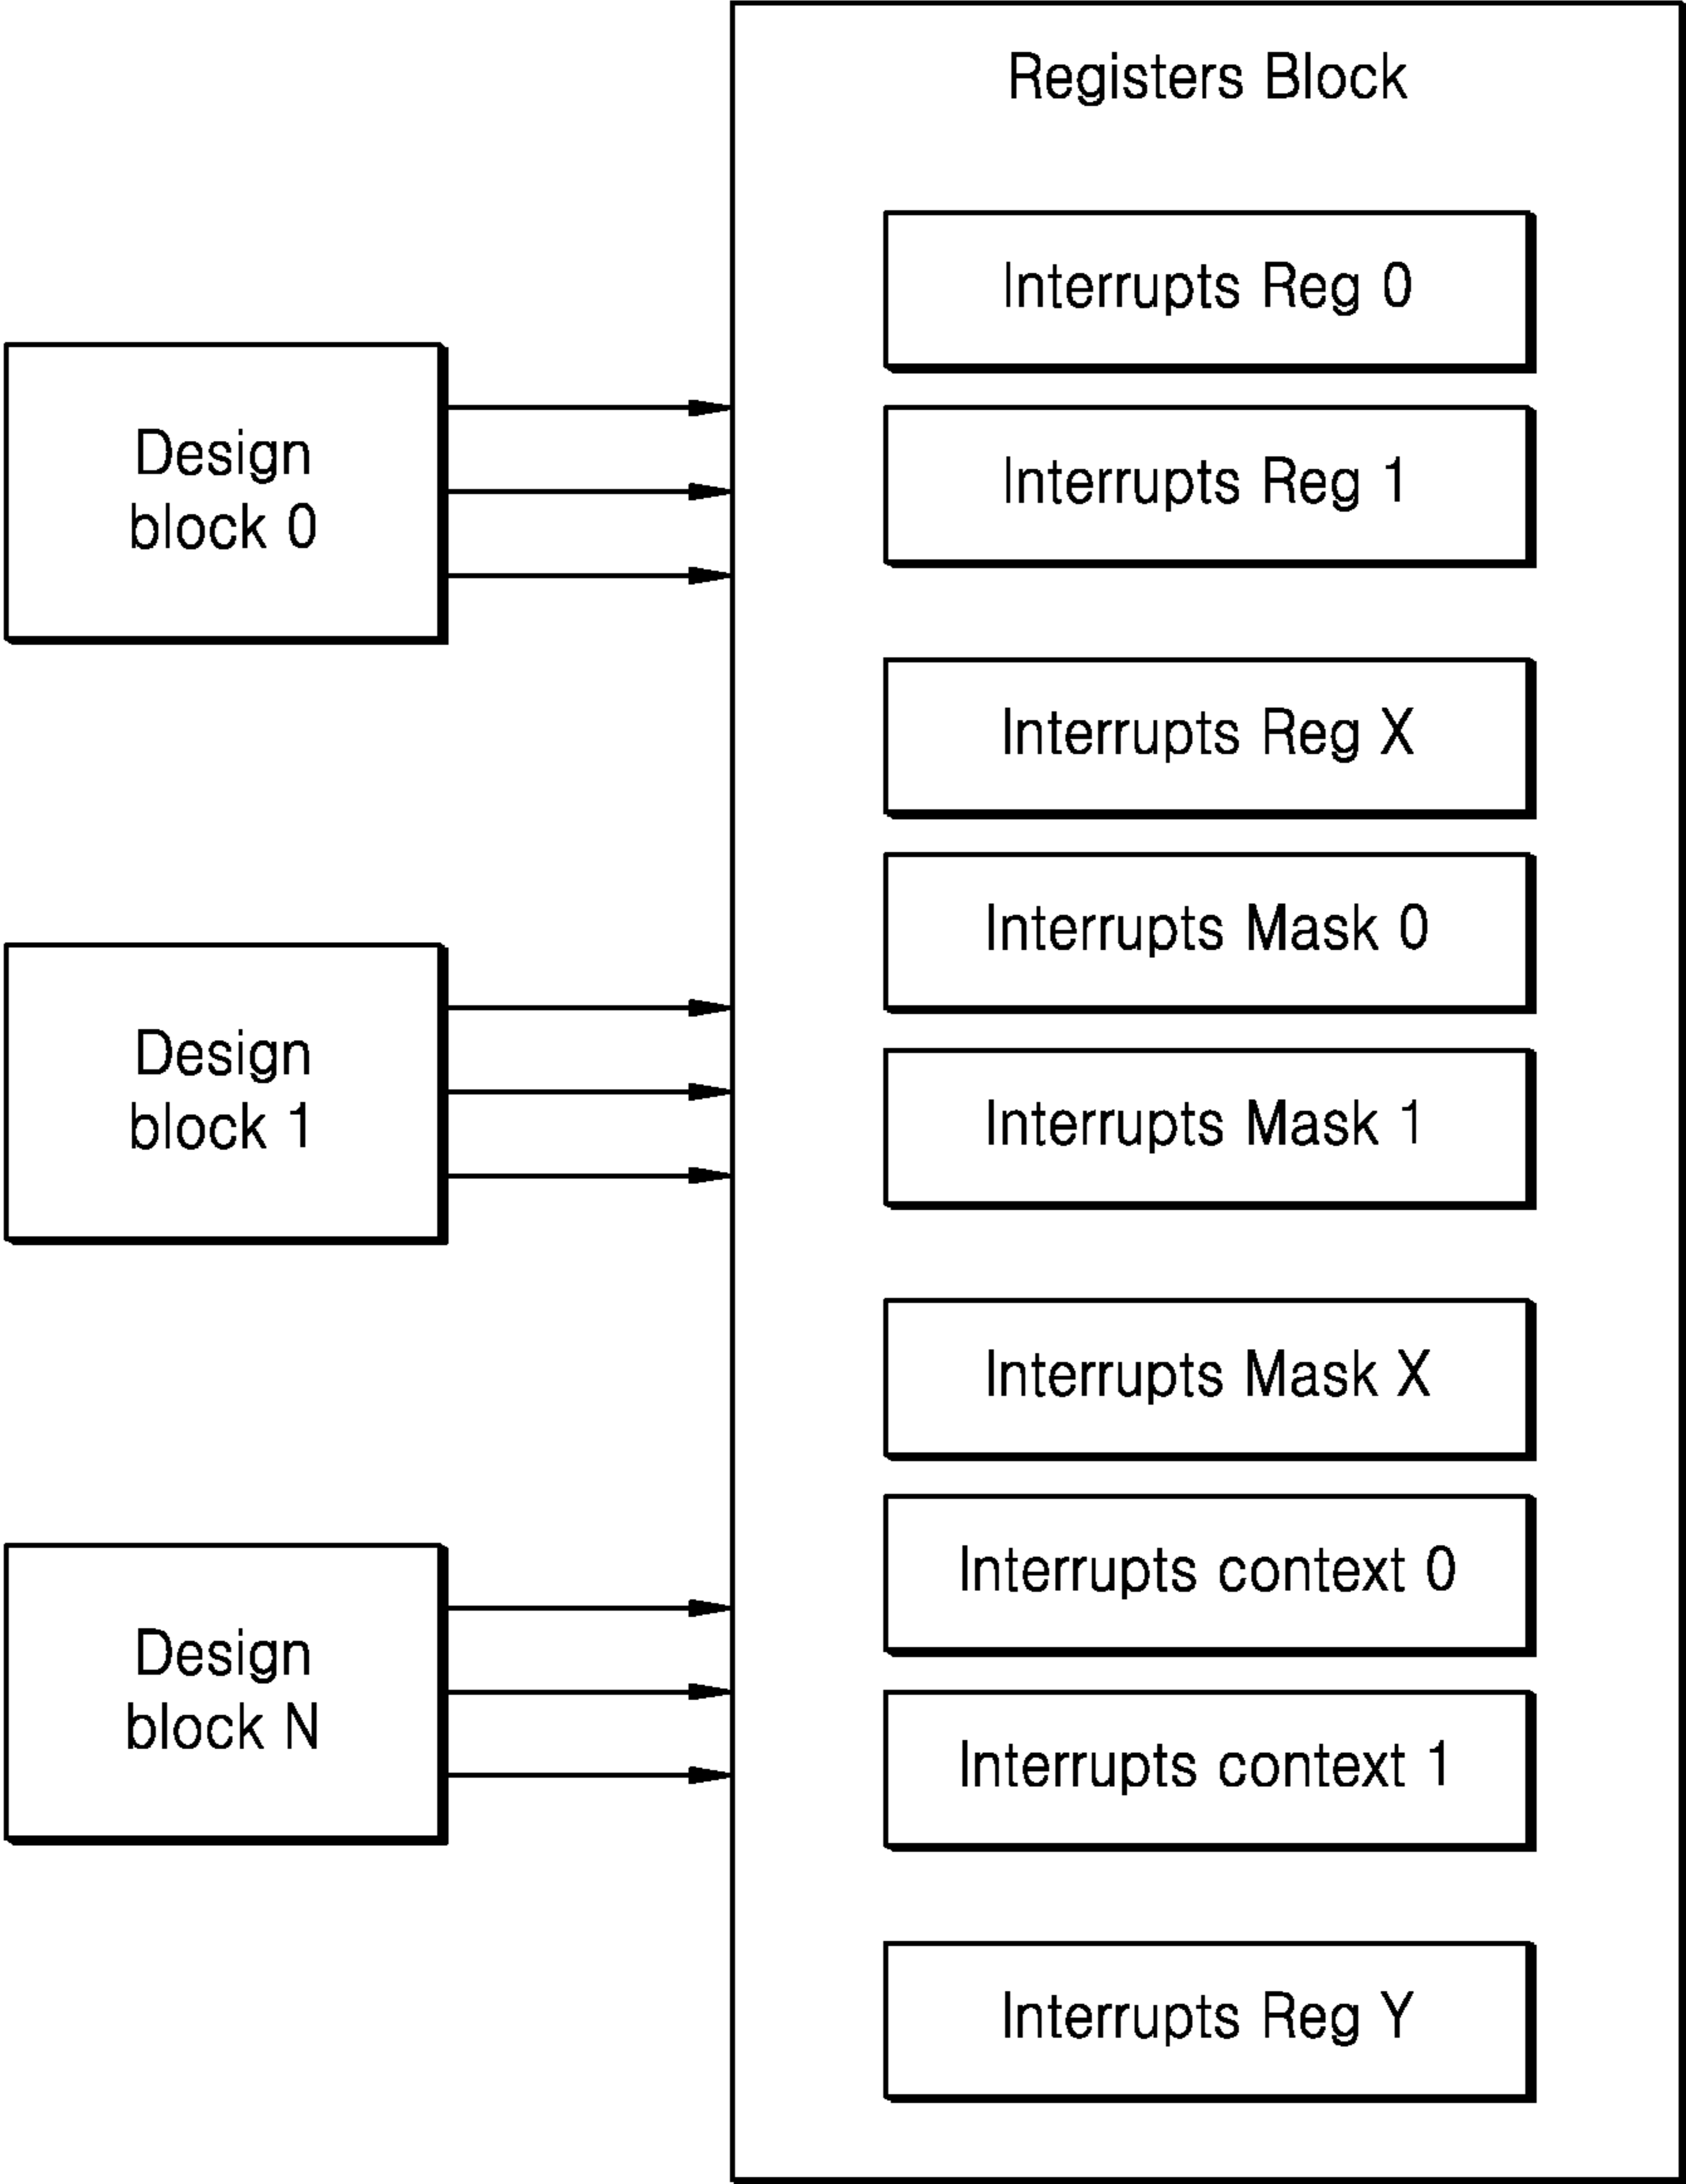 Registers Block
Interrupts Reg 0
Interrupts Reg 1
Interrupts Reg X
Interrupts Mask 0
Interrupts Mask 1
Interrupts Mask X
Interrupts context 0
Interrupts context 1
Interrupts Reg Y
Design
block 0
Design
block 1
Design
block N